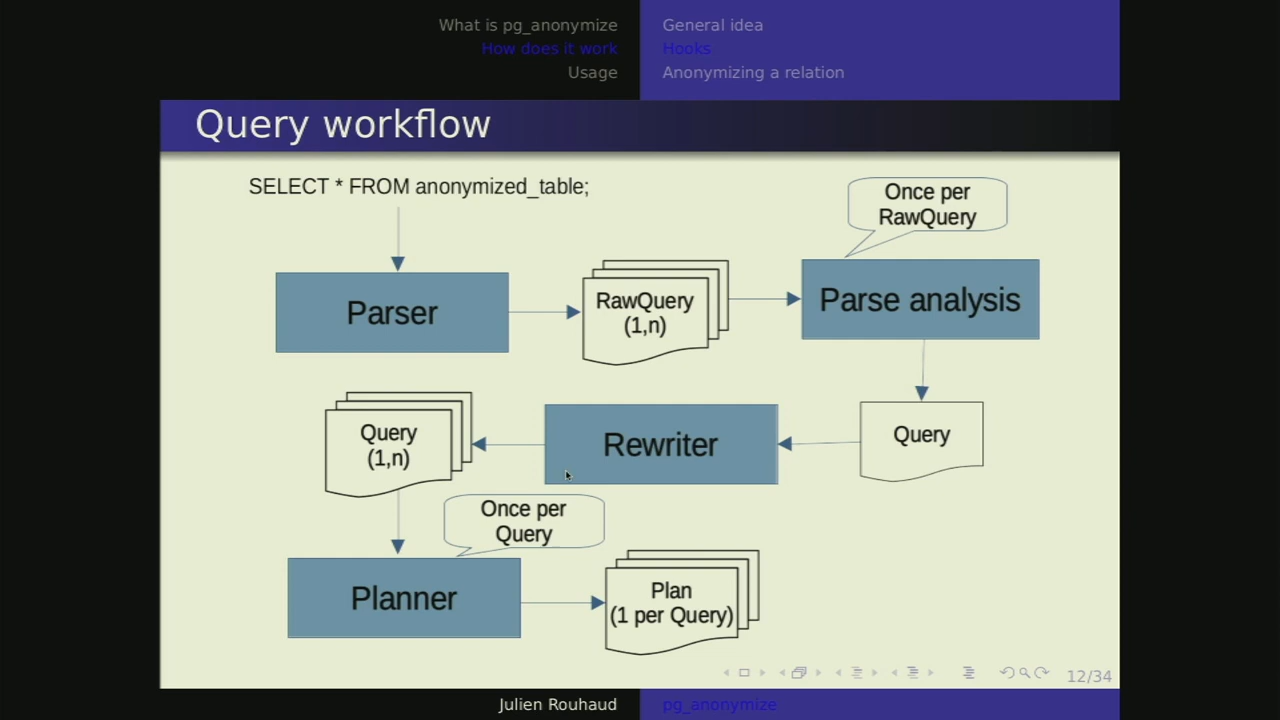 What is pg_anonymize
How does it work
Usage
General idea
Hooks
Anonymizing a relation
Query workflow
SELECT * FROM anonymized_table;
Once per
RawQuery
Parser
RawQuery
(1,n)
Parse analysis
Query
(1,n)
Rewriter
Query
Once per
Query
Planner
Plan
(1 per Query)
12/34
Julien Rouhaud
pg_anonymize